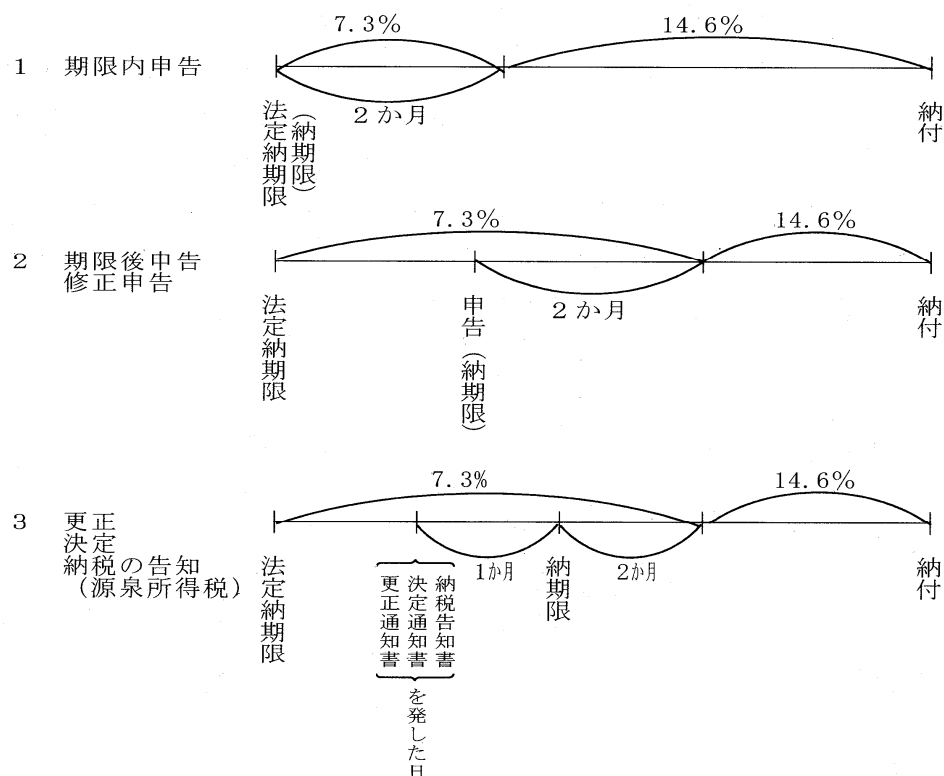 7.3%
14.6%
1 期限内申告
2か月
法定納期限
(納期限)
納付
7.3%
14.6%
2 期限後申告
修正申告
2か月
法定納期限
申告(納期限)
納付
7.3%
14.6%
3 更正
決定
納税の告知
(源泉所得税)
1か月
2か月
法定納期限
納税告知書
決定通知書
更正通知書
を発した日
納期限
納付